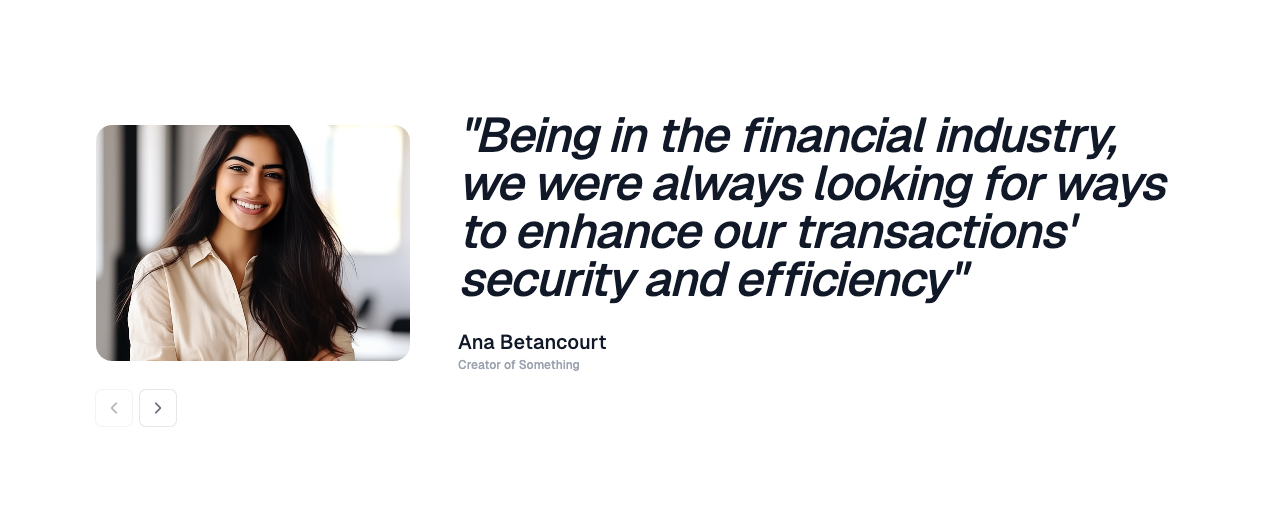 "Being in the financial industry,
we were always looking for ways
to enhance our transactions'
security and efficiency"
Ana Betancourt
Creator of Something